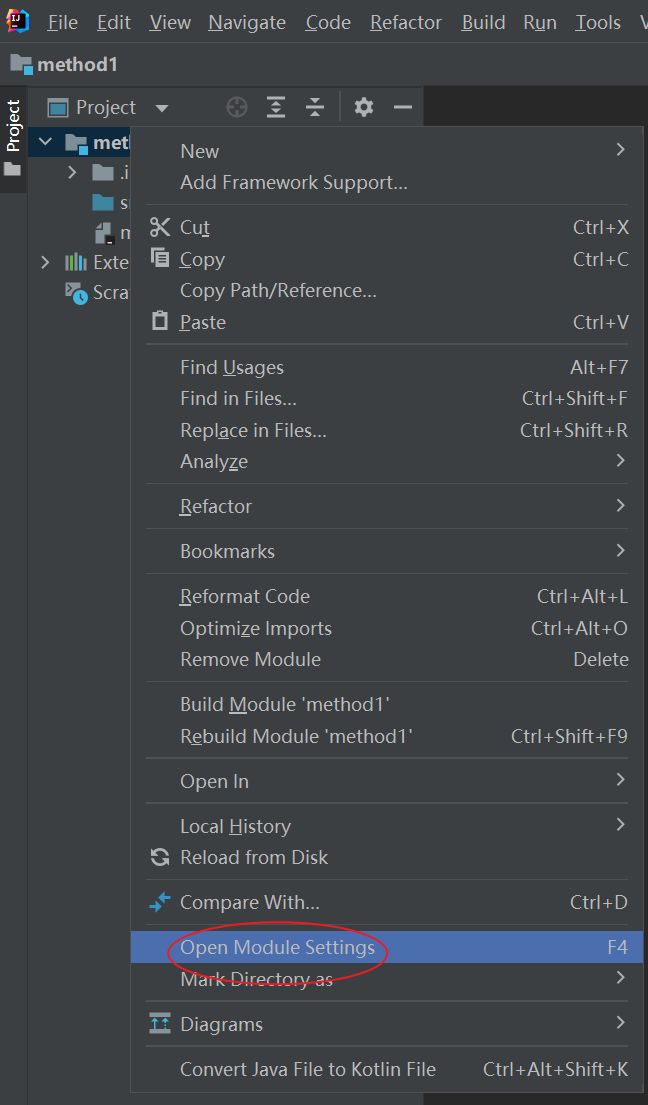 File Edit View Navigate Code Refactor Build Run Tools
method1
Project
Project
New
Add Framework Support...
Cut Ctrl+X
Copy Ctrl+C
Copy Path/Reference...
Paste Ctrl+V
Find Usages Alt+F7
Find in Files... Ctrl+Shift+F
Replace in Files... Ctrl+Shift+R
Analyze
Refactor
Bookmarks
Reformat Code Ctrl+Alt+L
Optimize Imports Ctrl+Alt+O
Remove Module Delete
Build Module 'method1'
Rebuild Module 'method1' Ctrl+Shift+F9
Open In
Local History
Reload from Disk
Compare With... Ctrl+D
Open Module Settings F4
Mark Directory as
Diagrams
Convert Java File to Kotlin File Ctrl+Alt+Shift+K